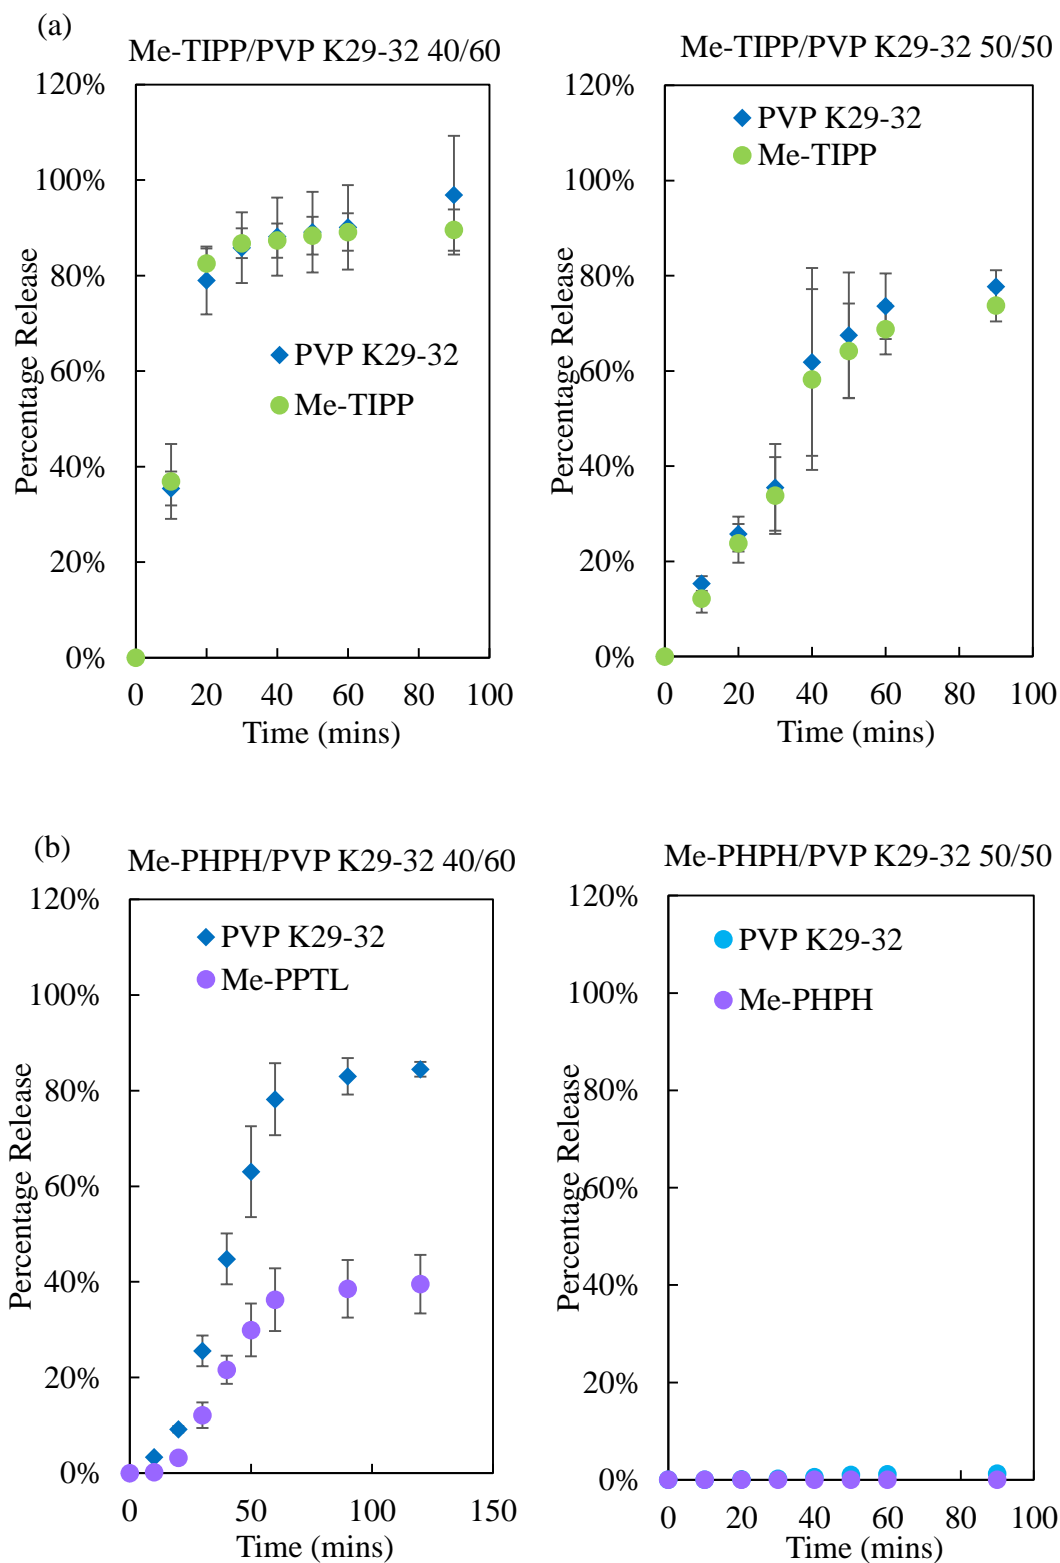 (a)
Me-TIPP/PVP K29-32 40/60
120%
100%
80%
60%
40%
20%
0%
Percentage Release
PVP K29-32
Me-TIPP
0 20 40 60 80 100
Time (mins)
Me-TIPP/PVP K29-32 50/50
120%
100%
80%
60%
40%
20%
0%
Percentage Release
PVP K29-32
Me-TIPP
0 20 40 60 80 100
Time (mins)
(b)
Me-PHPH/PVP K29-32 40/60
120%
100%
80%
60%
40%
20%
0%
Percentage Release
PVP K29-32
Me-PPTL
0 50 100 150
Time (mins)
Me-PHPH/PVP K29-32 50/50
120%
100%
80%
60%
40%
20%
0%
Percentage Release
PVP K29-32
Me-PHPH
0 20 40 60 80 100
Time (mins)